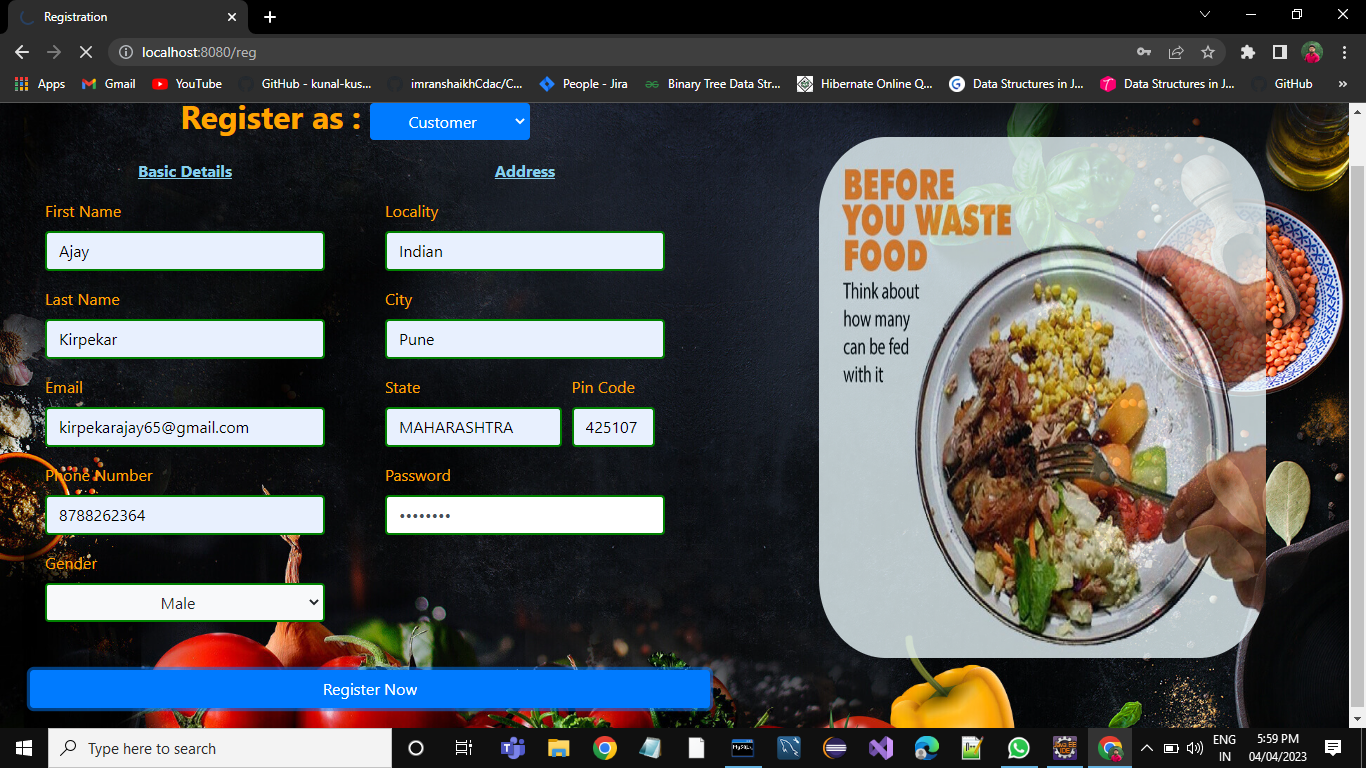 Registration
localhost:8080/reg
Apps
Gmail
YouTube
GitHub - kunal-kus...
imranshaikhCdac/C...
People - Jira
Binary Tree Data Str...
Hibernate Online Q...
Data Structures in J...
Data Structures in J...
GitHub
»
Register as : Customer
Basic Details
Address
First Name
Ajay
Locality
Indian
Last Name
Kirpekar
City
Pune
Email
kirpekarajay65@gmail.com
State
MAHARASHTRA
Pin Code
425107
Phone Number
8788262364
Password
••••••••
Gender
Male
Register Now
BEFORE
YOU WASTE
FOOD
Think about
how many
can be fed
with it
Type here to search
ENG
IN
5:59 PM
04/04/2023